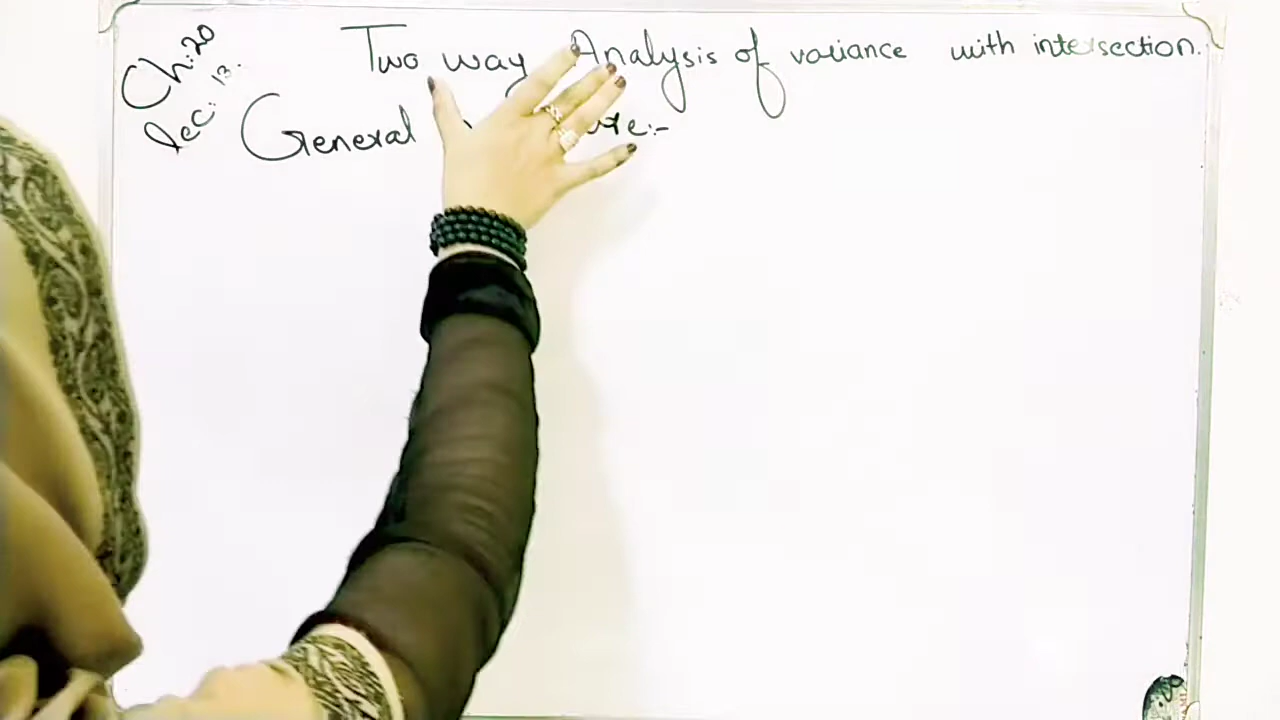 Ch:20
Lec: 13.
Two way Analysis of variance with intersection.
General